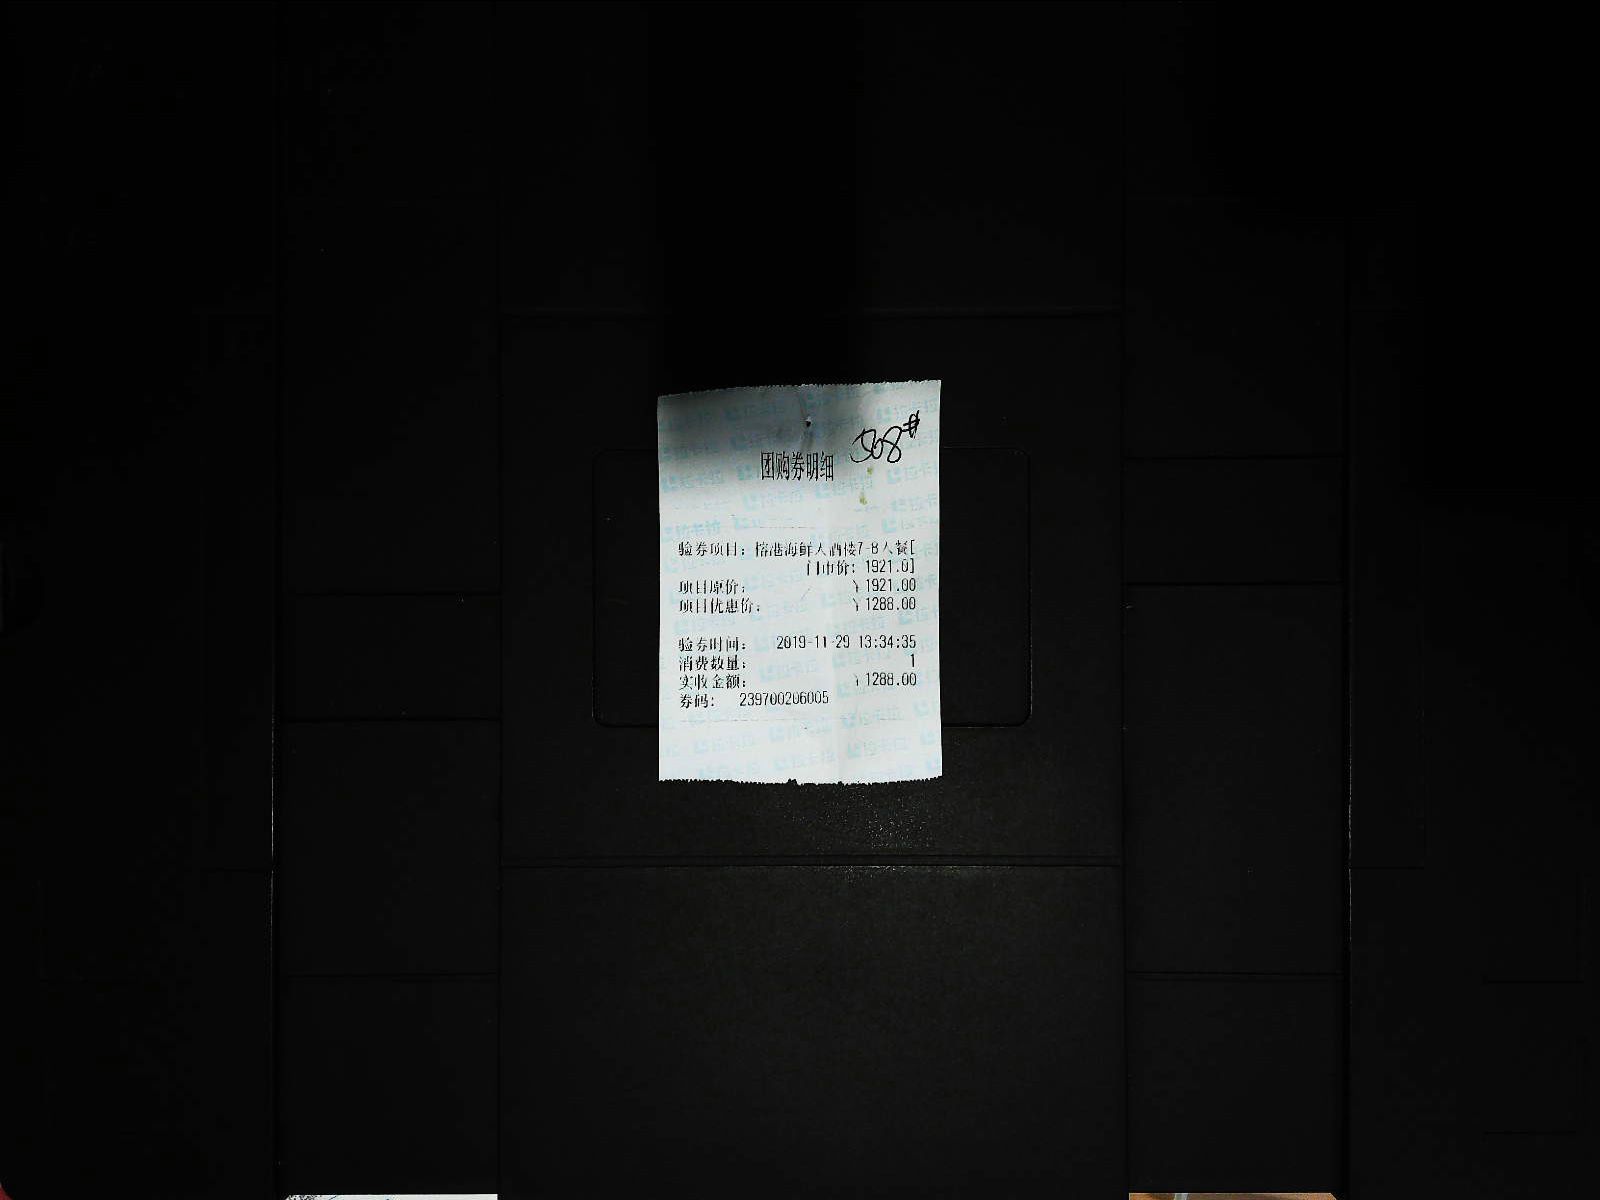 508#
团购券明细
验券项目：榕港海鲜大酒楼7-8人餐[
门市价：1921.0]
项目原价：¥1921.00
项目优惠价：¥1288.00
验券时间：2019-11-29 13:34:35
消费数量：1
实收金额：¥1288.00
券码：239700206005